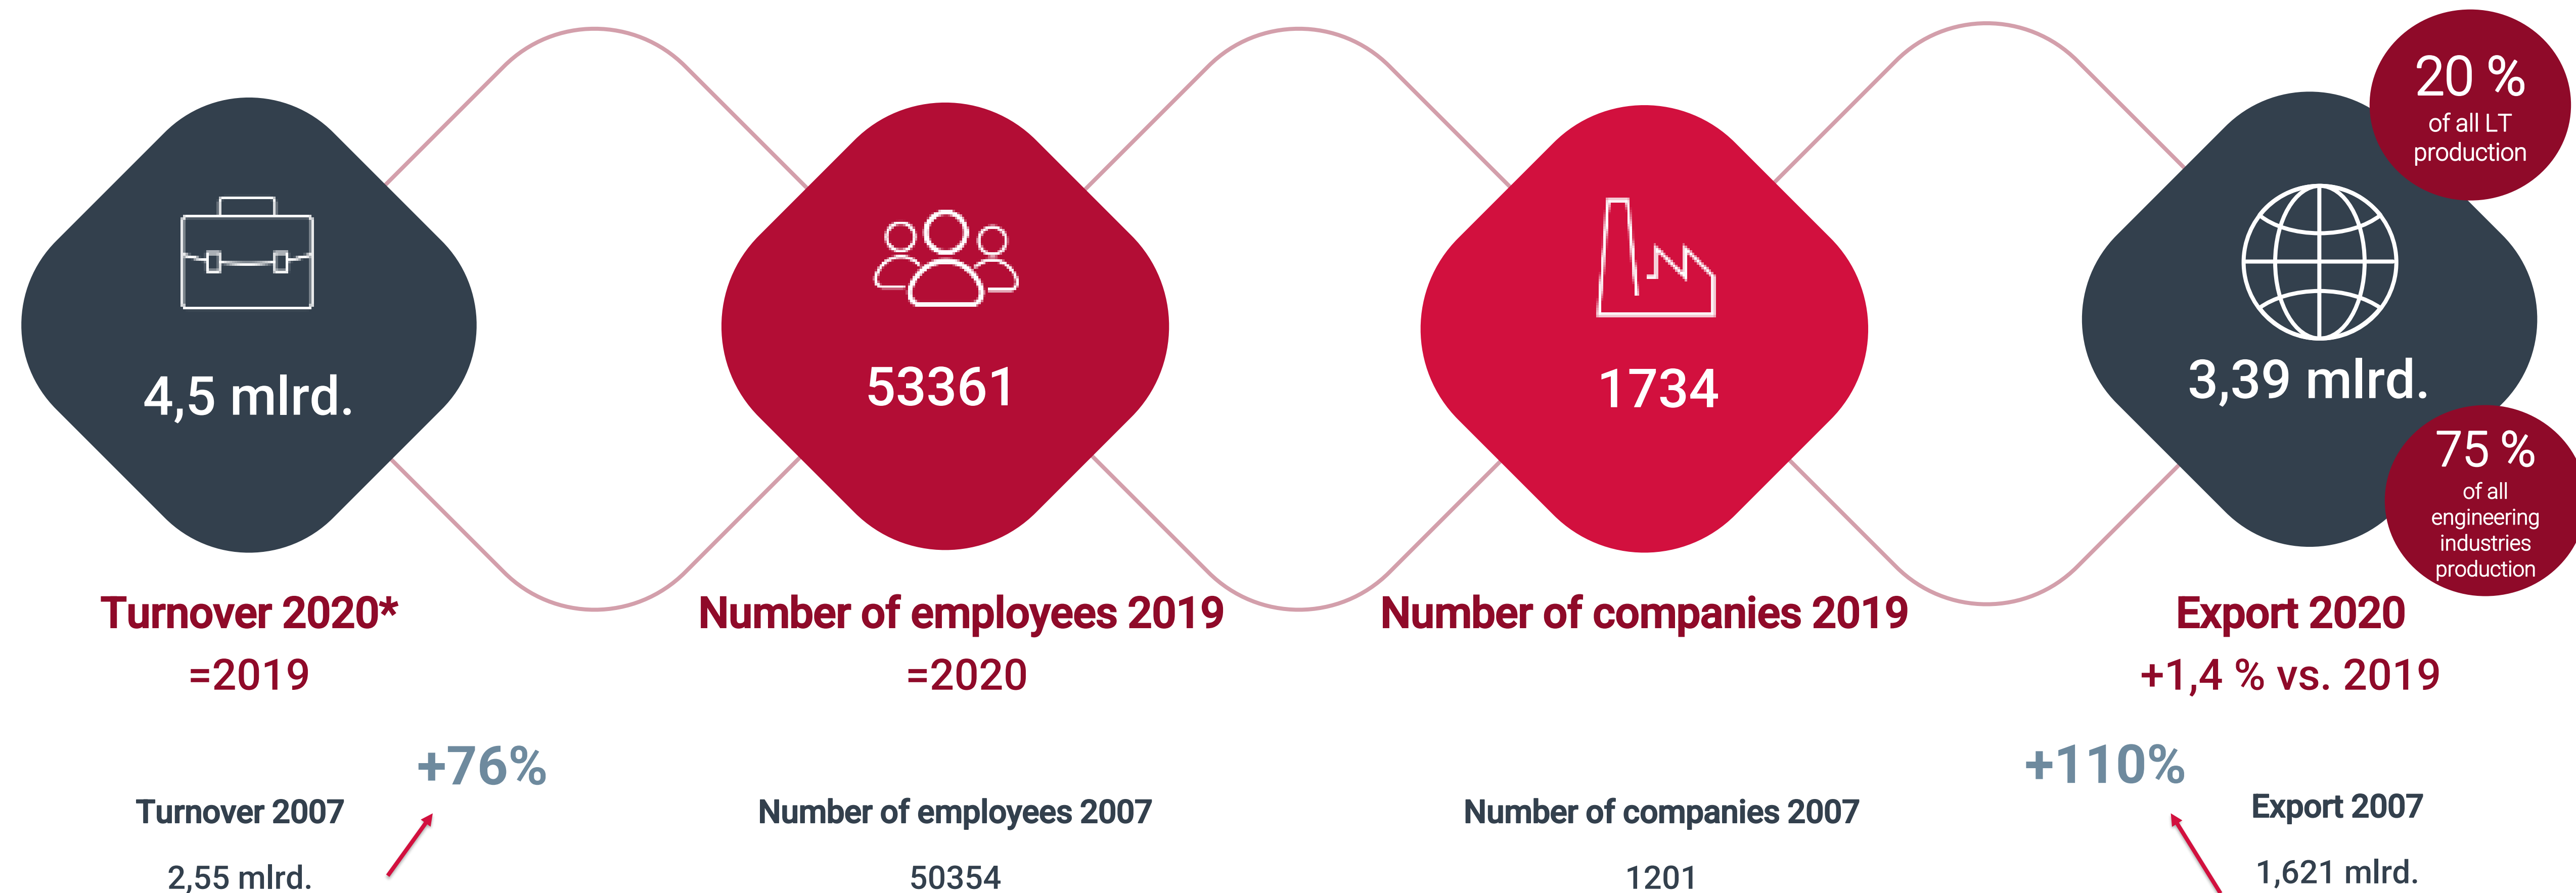 20 %
of all LT
production
4,5 mlrd.
53361
1734
3,39 mlrd.
75 %
of all
engineering
industries
production
Turnover 2020*
=2019
Number of employees 2019
=2020
Number of companies 2019
Export 2020
+1,4 % vs. 2019
+76%
+110%
Turnover 2007
2,55 mlrd.
Number of employees 2007
50354
Number of companies 2007
1201
Export 2007
1,621 mlrd.